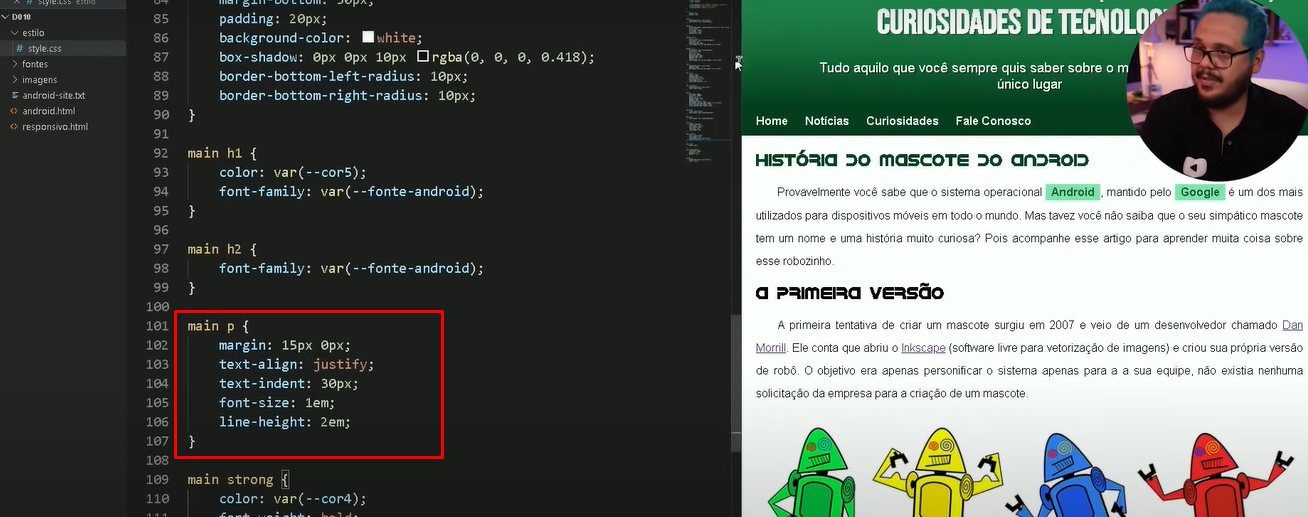 style.css estilo
D010
estilo
style.css
fontes
imagens
android-site.txt
android.html
responsivo.html
84 margin-bottom: 30px;
85 padding: 20px;
86 background-color: white;
87 box-shadow: 0px 0px 10px rgba(0, 0, 0, 0.418);
88 border-bottom-left-radius: 10px;
89 border-bottom-right-radius: 10px;
90 }
91
92 main h1 {
93 color: var(--cor5);
94 font-family: var(--fonte-android);
95 }
96
97 main h2 {
98 font-family: var(--fonte-android);
99 }
100
101 main p {
102 margin: 15px 0px;
103 text-align: justify;
104 text-indent: 30px;
105 font-size: 1em;
106 line-height: 2em;
107 }
108
109 main strong {
110 color: var(--cor4);
111 font-weight: bold;
CURIOSIDADES DE TECNOLOG
Tudo aquilo que você sempre quis saber sobre o m
único lugar
Home Notícias Curiosidades Fale Conosco
História do Mascote do Android
Provavelmente você sabe que o sistema operacional Android, mantido pelo Google é um dos mais
utilizados para dispositivos móveis em todo o mundo. Mas tavez você não saiba que o seu simpático mascote
tem um nome e uma história muito curiosa? Pois acompanhe esse artigo para aprender muita coisa sobre
esse robozinho.
A primeira versão
A primeira tentativa de criar um mascote surgiu em 2007 e veio de um desenvolvedor chamado Dan
Morrill. Ele conta que abriu o Inkscape (software livre para vetorização de imagens) e criou sua própria versão
de robô. O objetivo era apenas personificar o sistema apenas para a a sua equipe, não existia nenhuma
solicitação da empresa para a criação de um mascote.